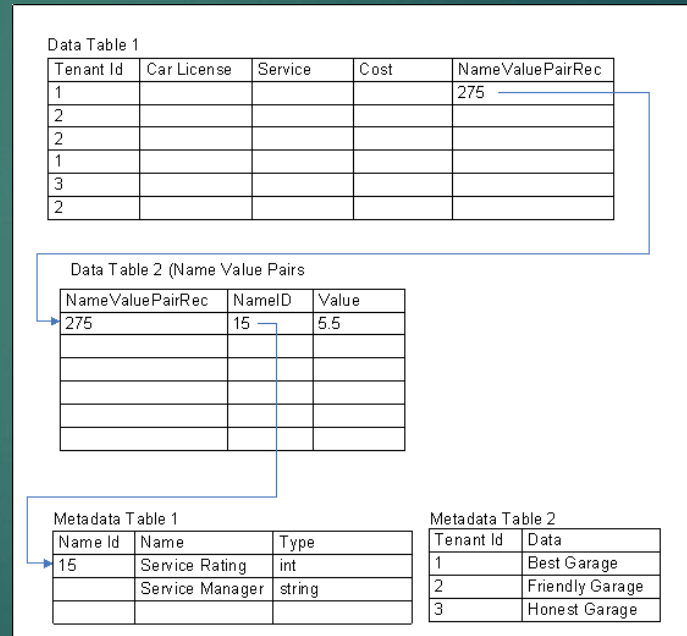 Data Table 1
Tenant Id Car License Service Cost NameValuePairRec
1 275
2
2
1
3
2
Data Table 2 (Name Value Pairs
NameValuePairRec NameID Value
275 15 5.5
Metadata Table 1
Name Id Name Type
15 Service Rating int
Service Manager string
Metadata Table 2
Tenant Id Data
1 Best Garage
2 Friendly Garage
3 Honest Garage